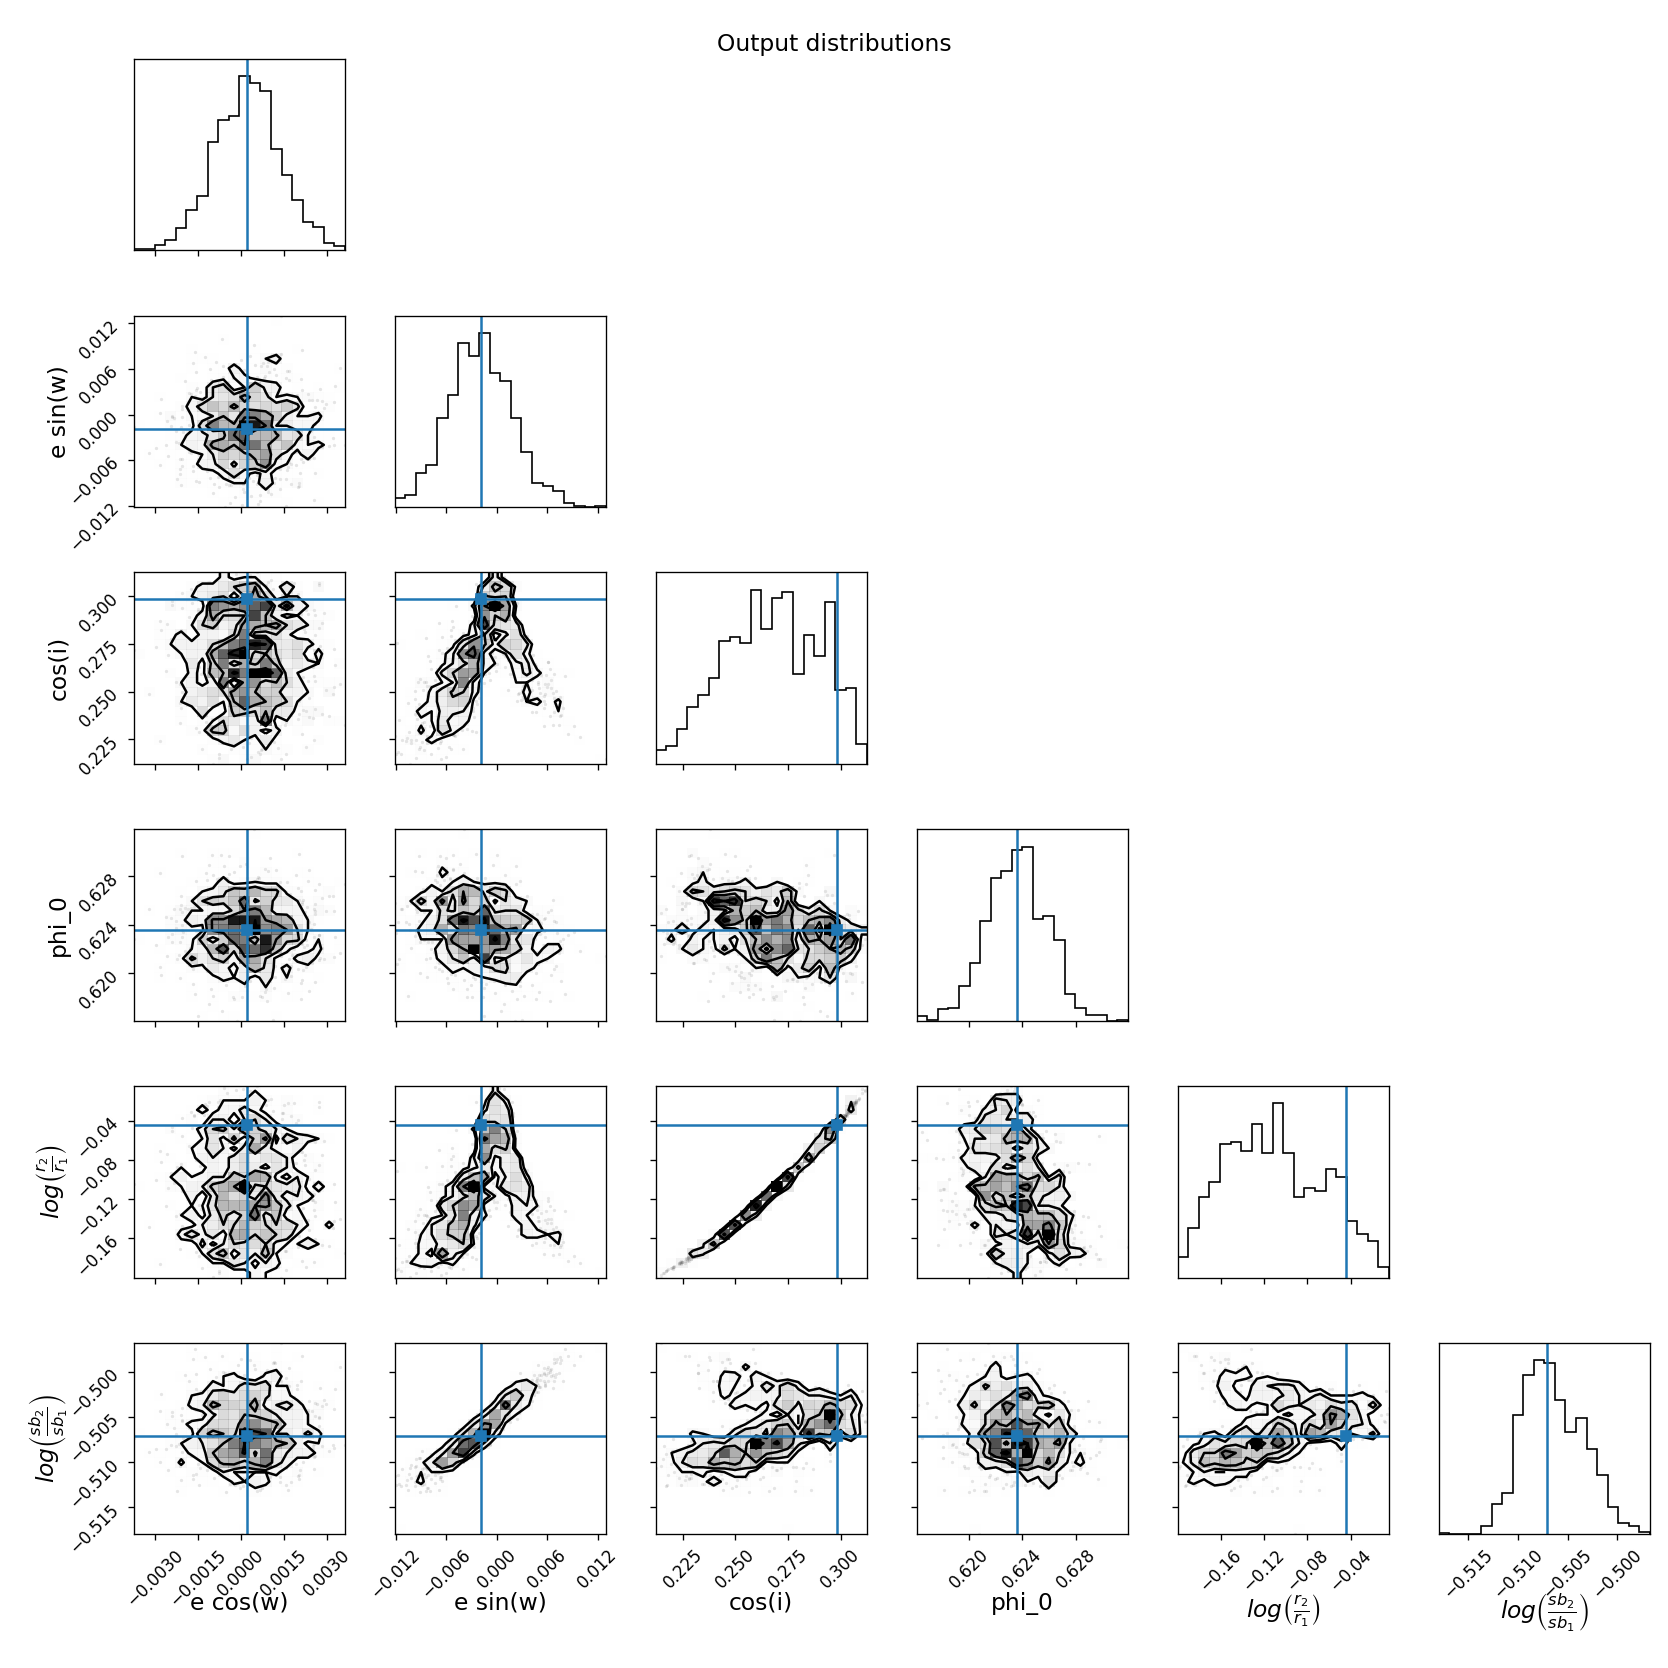 Output distributions
e sin(w)
0.012
0.006
0.000
−0.006
−0.012
cos(i)
0.300
0.275
0.250
0.225
phi_0
0.628
0.624
0.620
log(r₂/r₁)
−0.04
−0.08
−0.12
−0.16
log(sb₂/sb₁)
−0.500
−0.505
−0.510
−0.515
−0.0030 −0.0015 0.0000 0.0015 0.0030 −0.012 −0.006 0.000 0.006 0.012 0.225 0.250 0.275 0.300 0.620 0.624 0.628 −0.16 −0.12 −0.08 −0.04 −0.515 −0.510 −0.505 −0.500
e cos(w) e sin(w) cos(i) phi_0 log(r₂/r₁) log(sb₂/sb₁)